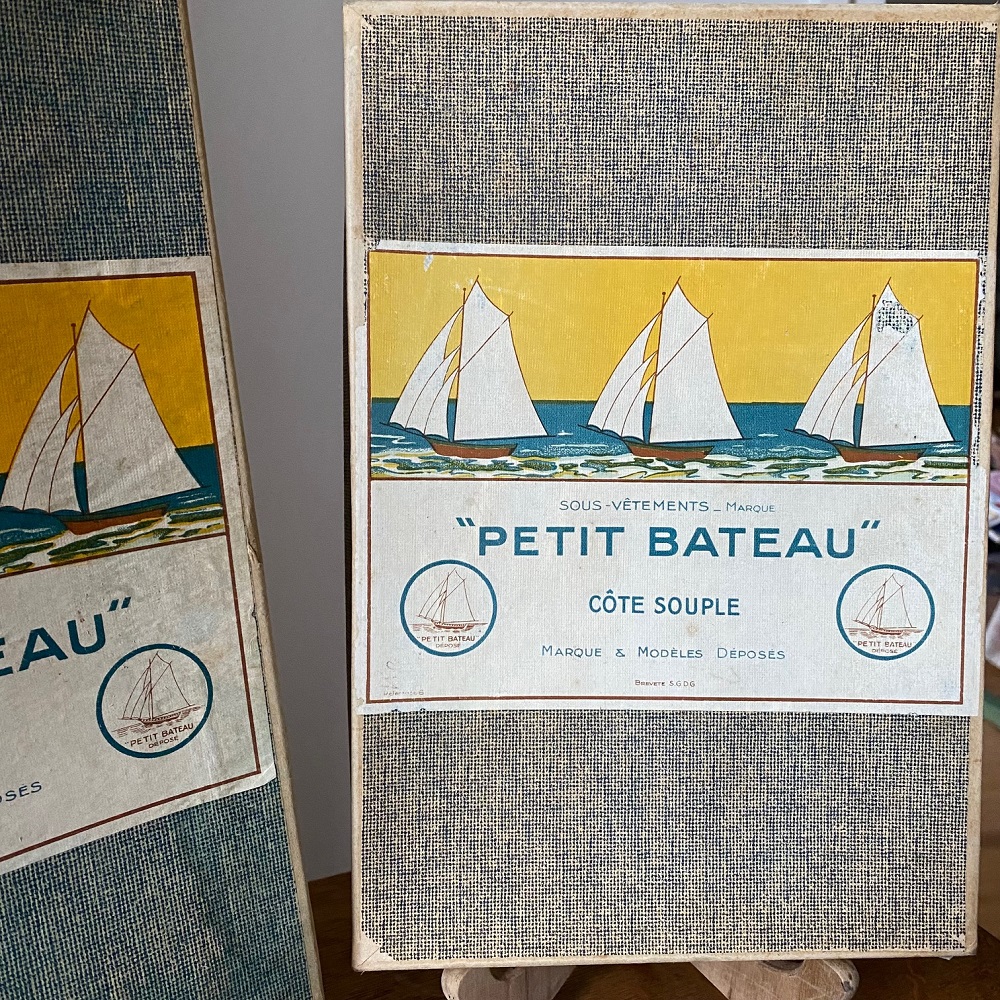 EAU"
PETIT BATEAU
DÉPOSÉ
OSÉS
SOUS-VÊTEMENTS _ MARQUE
"PETIT BATEAU"
PETIT BATEAU
DÉPOSÉ
CÔTE SOUPLE
PETIT BATEAU
DÉPOSÉ
MARQUE & MODÈLES DÉPOSÉS
BREVETÉ S.G.D.G